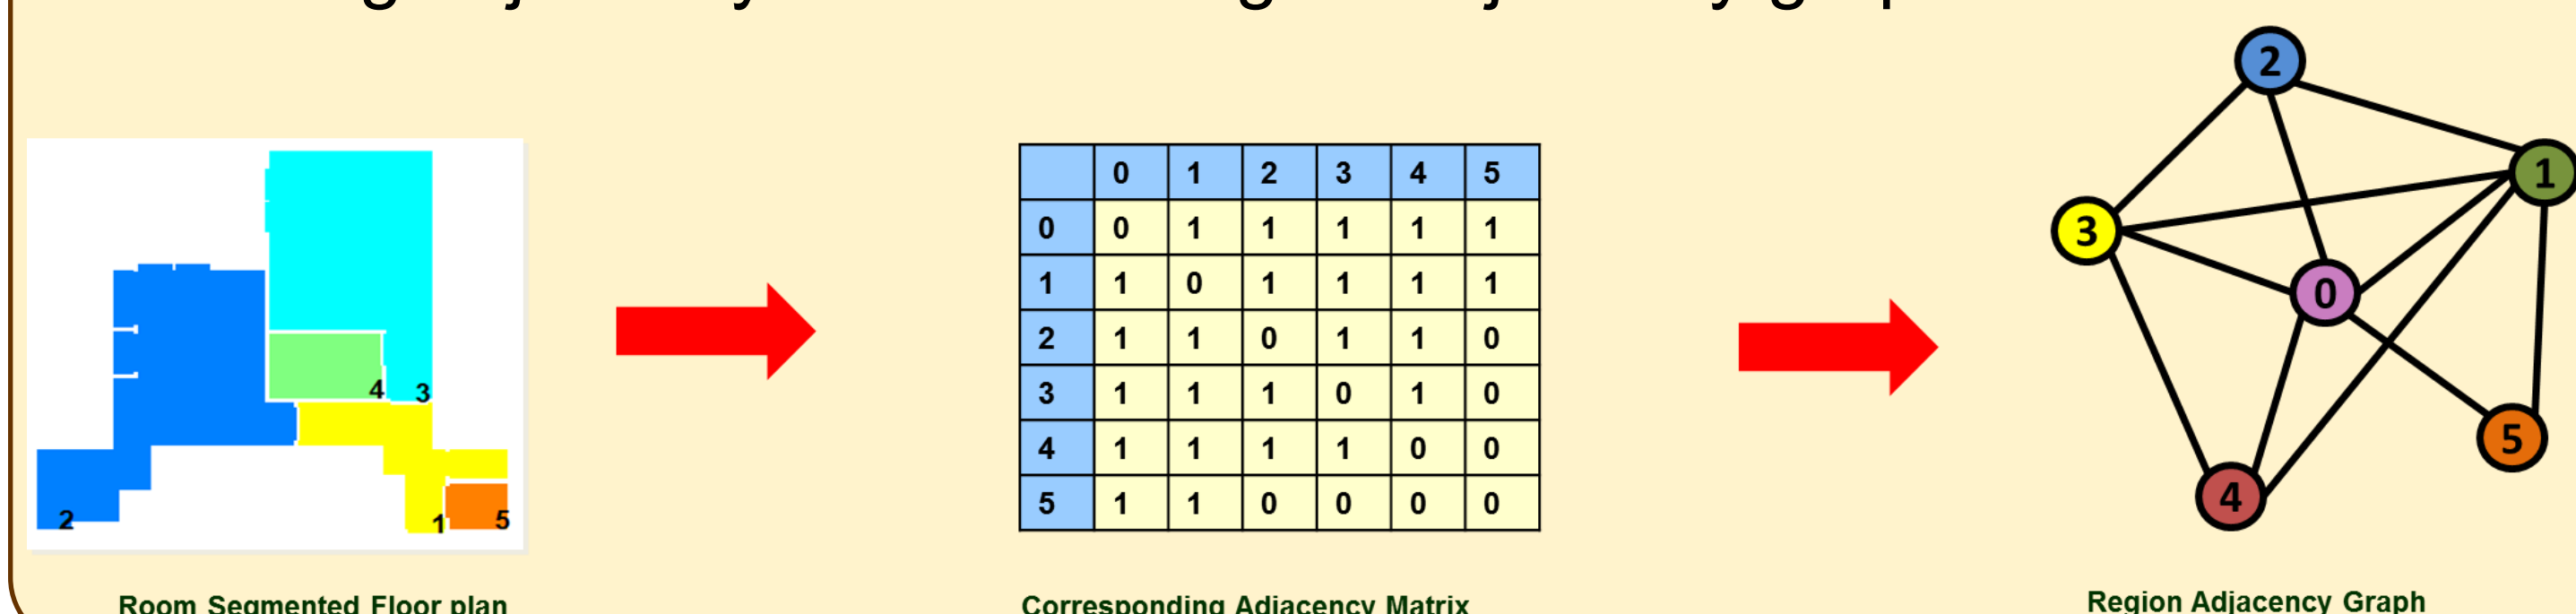 4 3
2 1 5
Room Segmented Floor plan
0 1 2 3 4 5
0 0 1 1 1 1 1
1 1 0 1 1 1 1
2 1 1 0 1 1 0
3 1 1 1 0 1 0
4 1 1 1 1 0 0
5 1 1 0 0 0 0
Corresponding Adjacency Matrix
2
1
3
0
5
4
Region Adjacency Graph